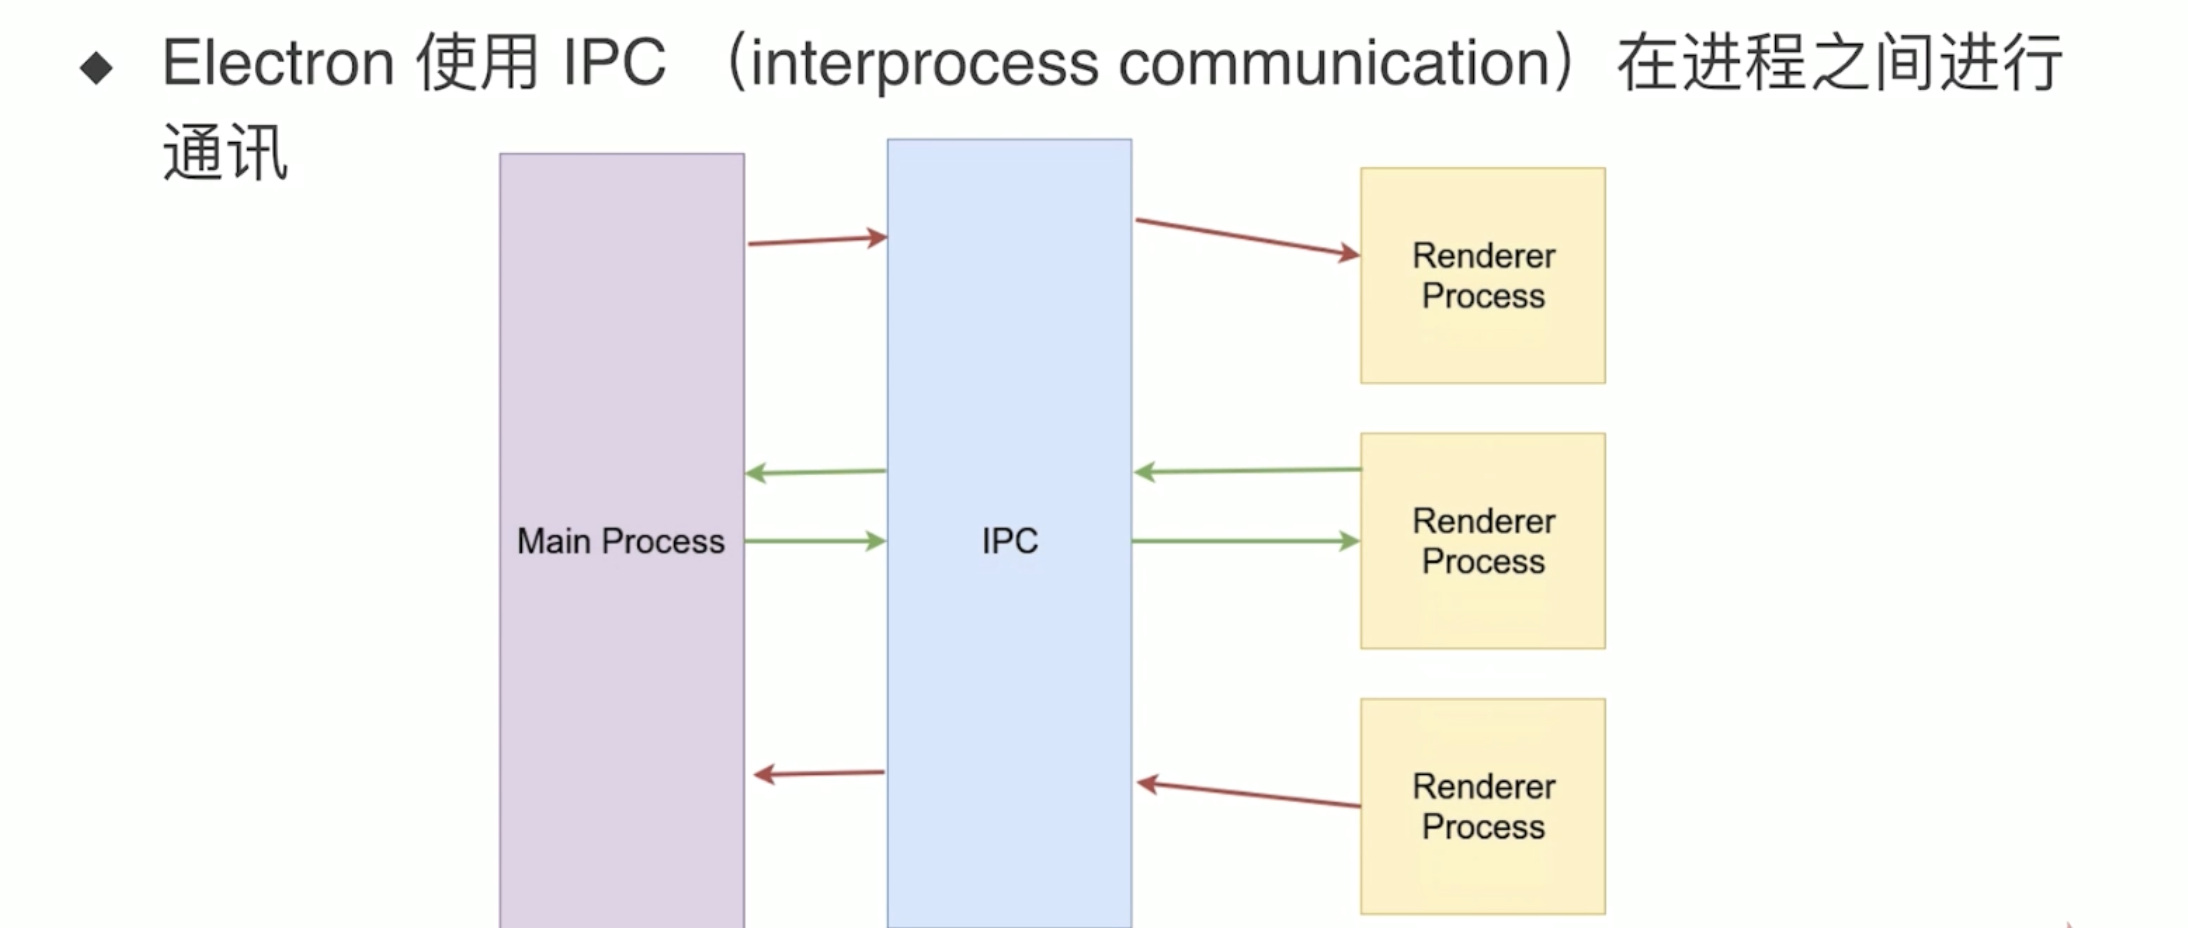 ◆ Electron 使用 IPC （interprocess communication）在进程之间进行
通讯
Renderer
Process
Main Process
IPC
Renderer
Process
Renderer
Process